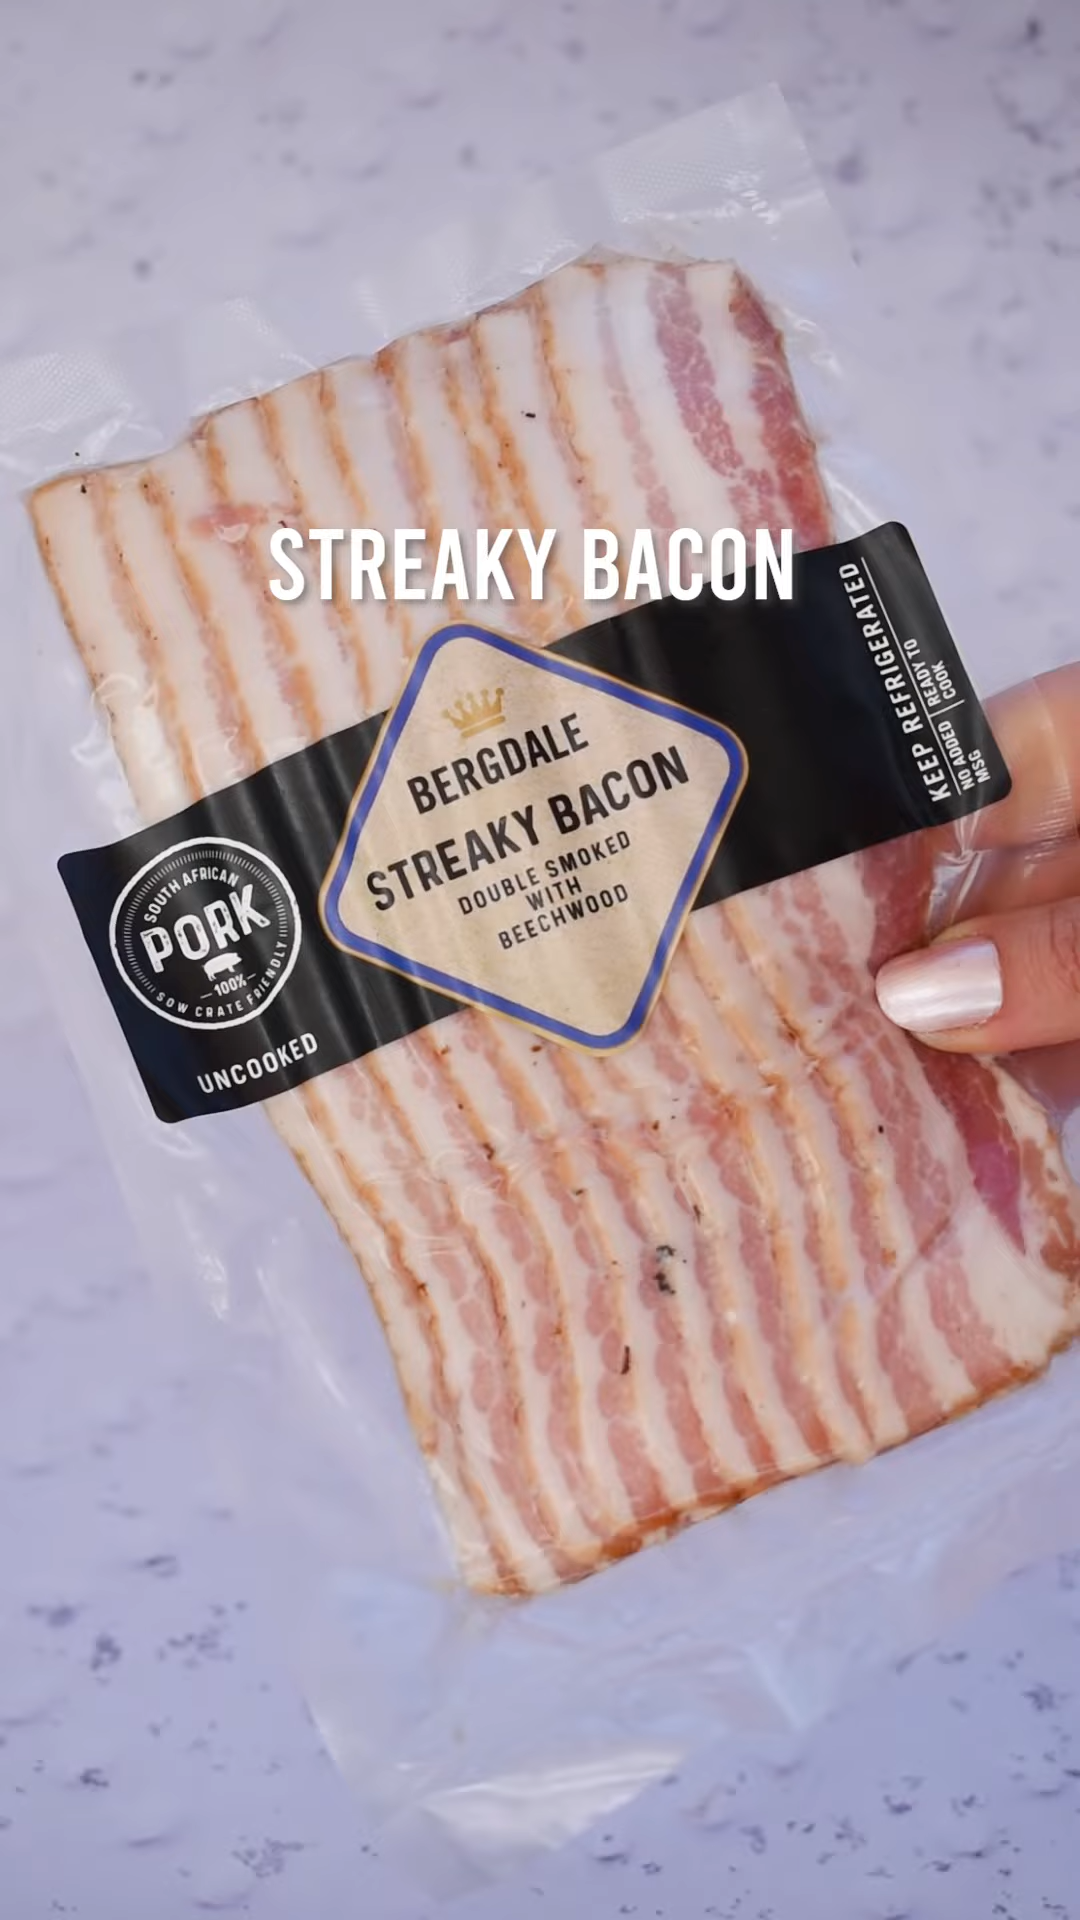 STREAKY BACON
BERGDALE
STREAKY BACON
DOUBLE SMOKED
WITH
BEECHWOOD
SOUTH AFRICAN
PORK
100%
SOW CRATE FRIENDLY
UNCOOKED
KEEP REFRIGERATED
NO ADDED
MSG
READY TO
COOK